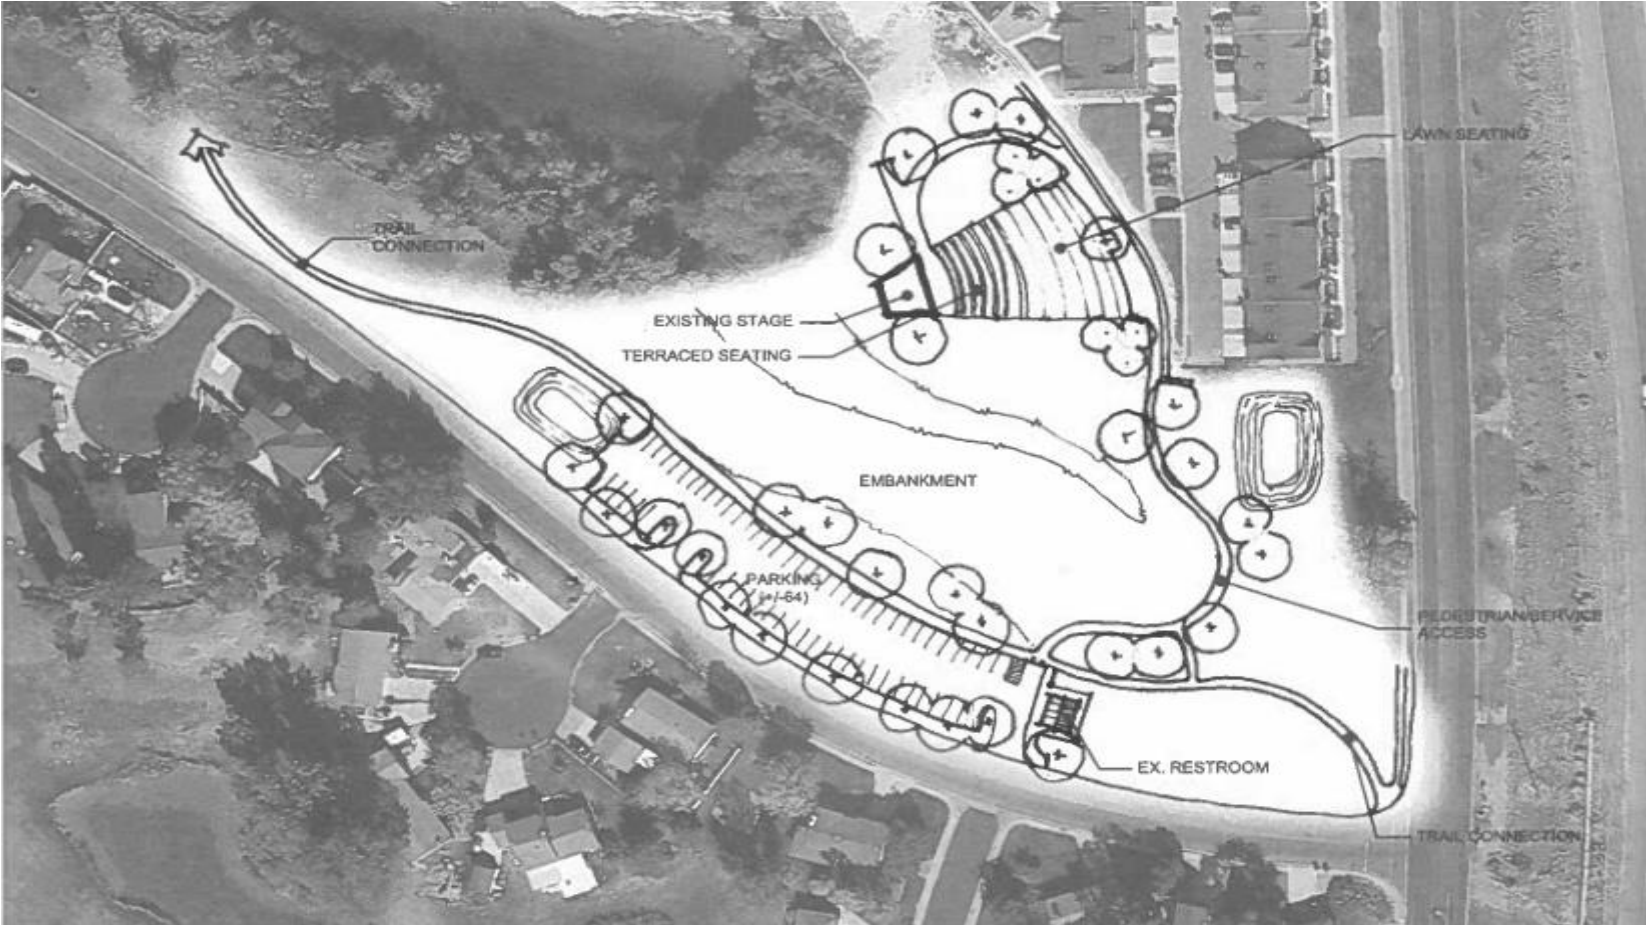 LAWN SEATING
TRAIL
CONNECTION
EXISTING STAGE
TERRACED SEATING
EMBANKMENT
PARKING
(+/-64)
PEDESTRIAN/SERVICE
ACCESS
EX. RESTROOM
TRAIL CONNECTION